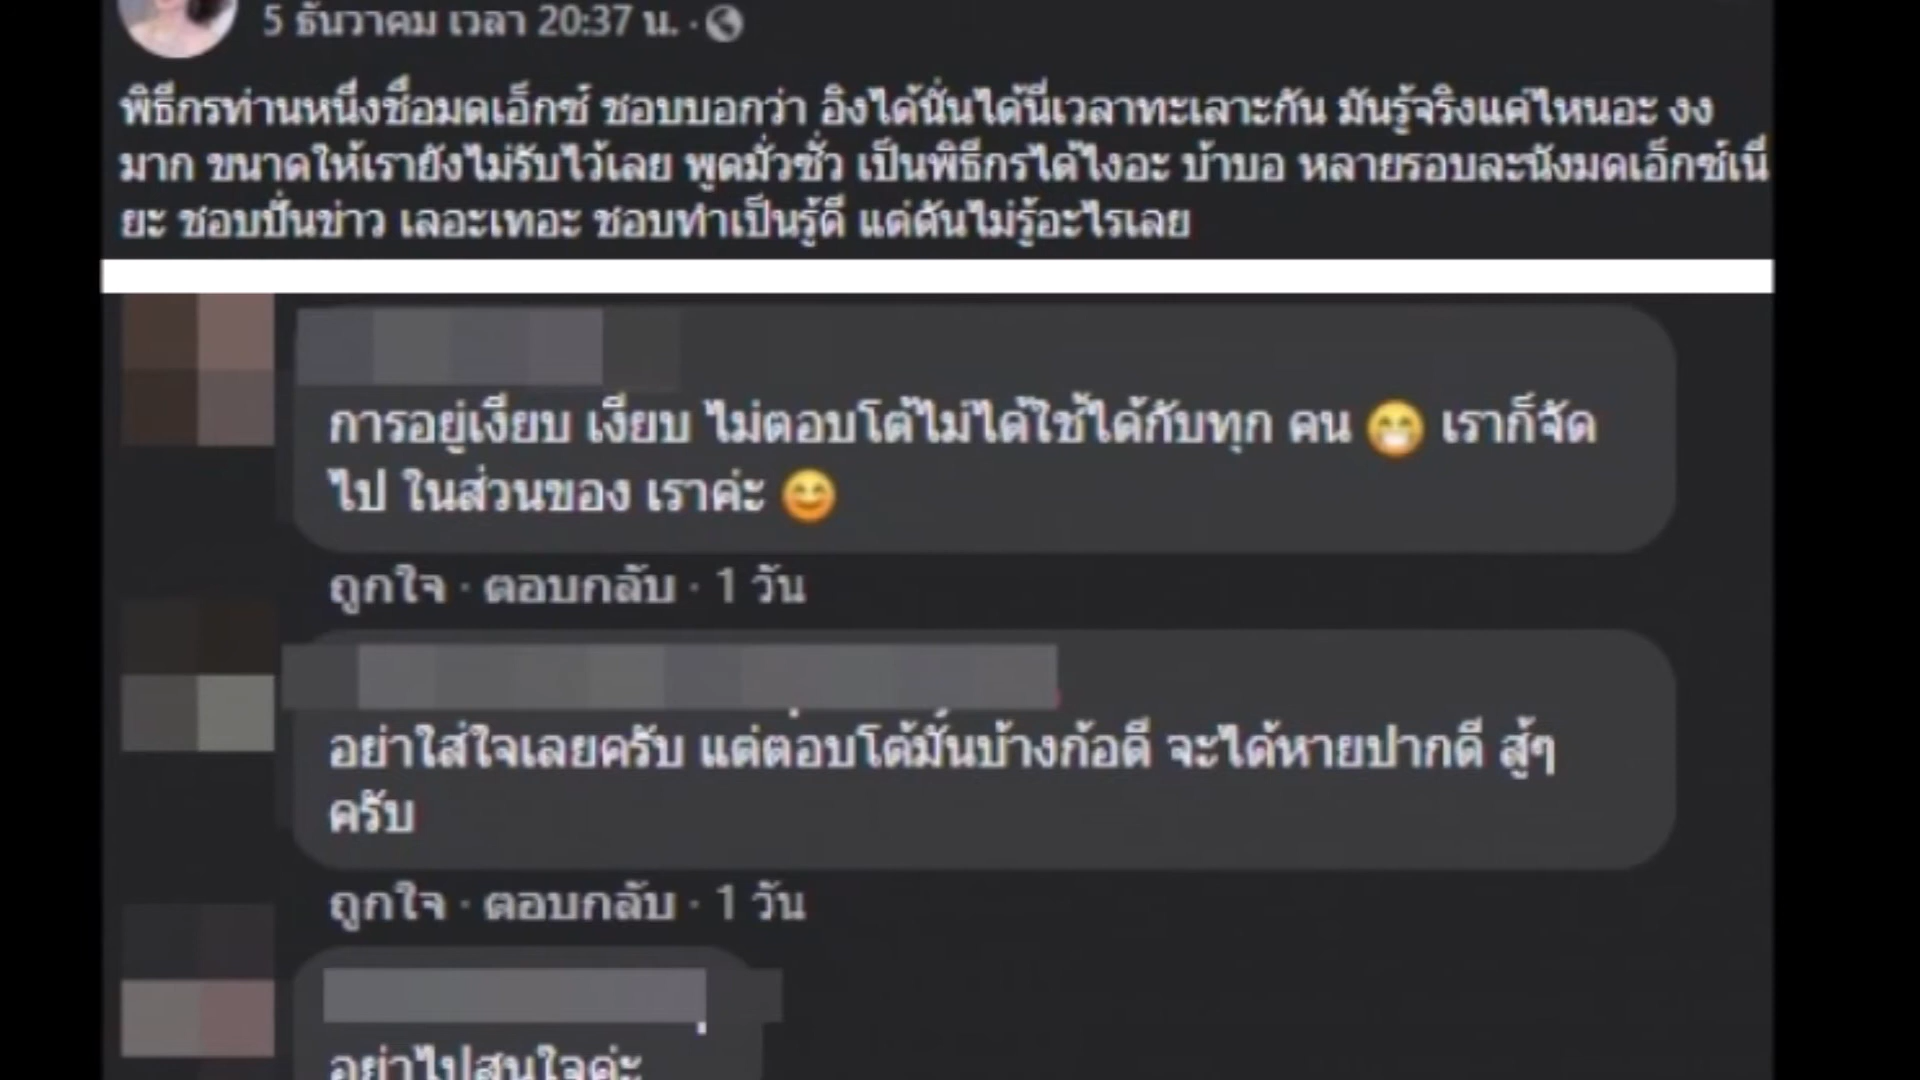 5 ธันวาคม เวลา 20:37 น. ·
พิธีกรท่านหนึ่งชื่อมดเอ็กซ์ ชอบบอกว่า อิงได้นั่นได้นี่เวลาทะเลาะกัน มันรู้จริงแค่ไหนอะ งง
มาก ขนาดให้เรายังไม่รับไว้เลย พูดมั่วซั่ว เป็นพิธีกรได้ไงอะ บ้าบอ หลายรอบละนังมดเอ็กซ์เนี่
ยะ ชอบปั่นข่าว เลอะเทอะ ชอบทำเป็นรู้ดี แต่ดันไม่รู้อะไรเลย
การอยู่เงียบ เงียบ ไม่ตอบโต้ไม่ได้ใช้ได้กับทุก คน 😁 เราก็จัด
ไป ในส่วนของ เราค่ะ 😊
ถูกใจ · ตอบกลับ · 1 วัน
อย่าใส่ใจเลยครับ แต่ตอบโต้มั้นบ้างก้อดี จะได้หายปากดี สู้ๆ
ครับ
ถูกใจ · ตอบกลับ · 1 วัน
อย่าไปสนใจค่ะ